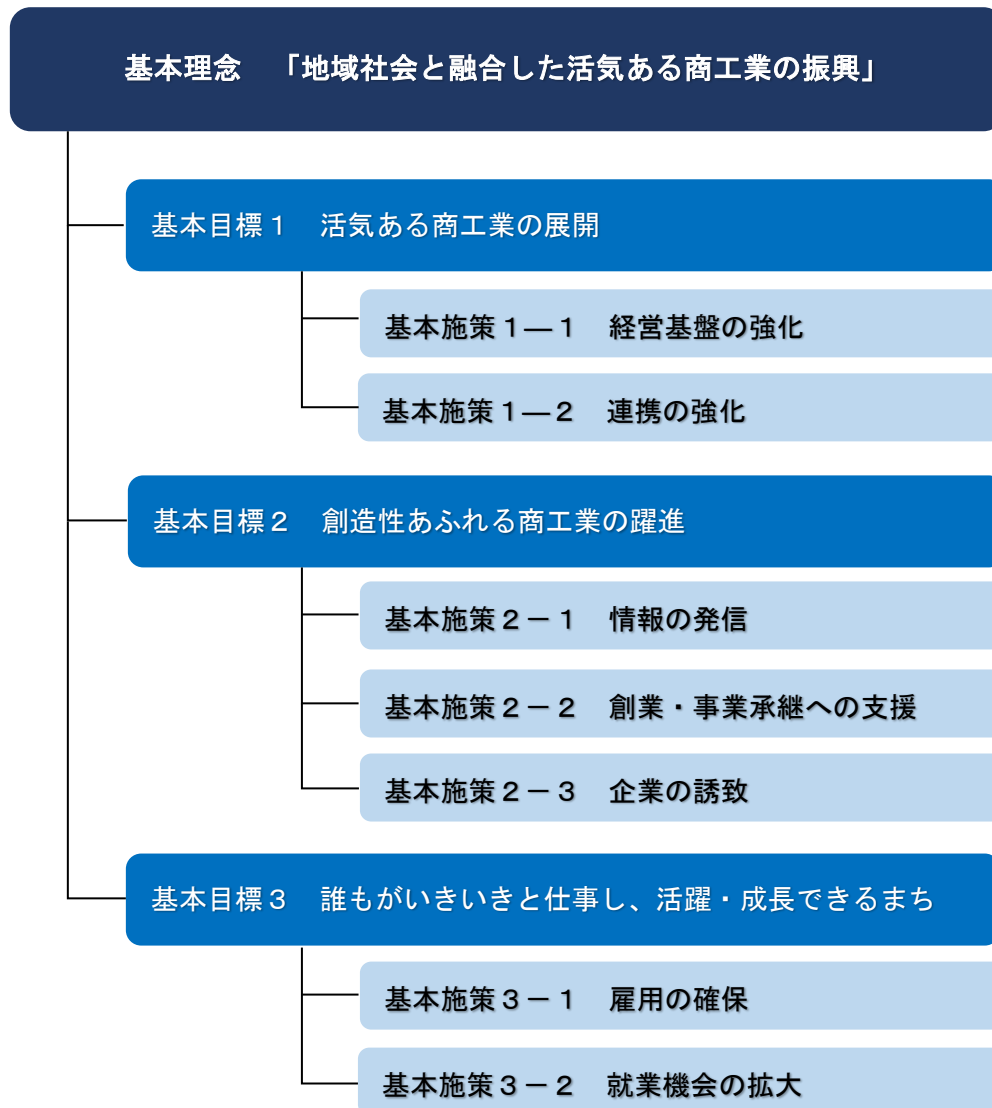 基本理念　「地域社会と融合した活気ある商工業の振興」
基本目標１　活気ある商工業の展開
基本施策１―１　経営基盤の強化
基本施策１―２　連携の強化
基本目標２　創造性あふれる商工業の躍進
基本施策２－１　情報の発信
基本施策２－２　創業・事業承継への支援
基本施策２－３　企業の誘致
基本目標３　誰もがいきいきと仕事し、活躍・成長できるまち
基本施策３－１　雇用の確保
基本施策３－２　就業機会の拡大